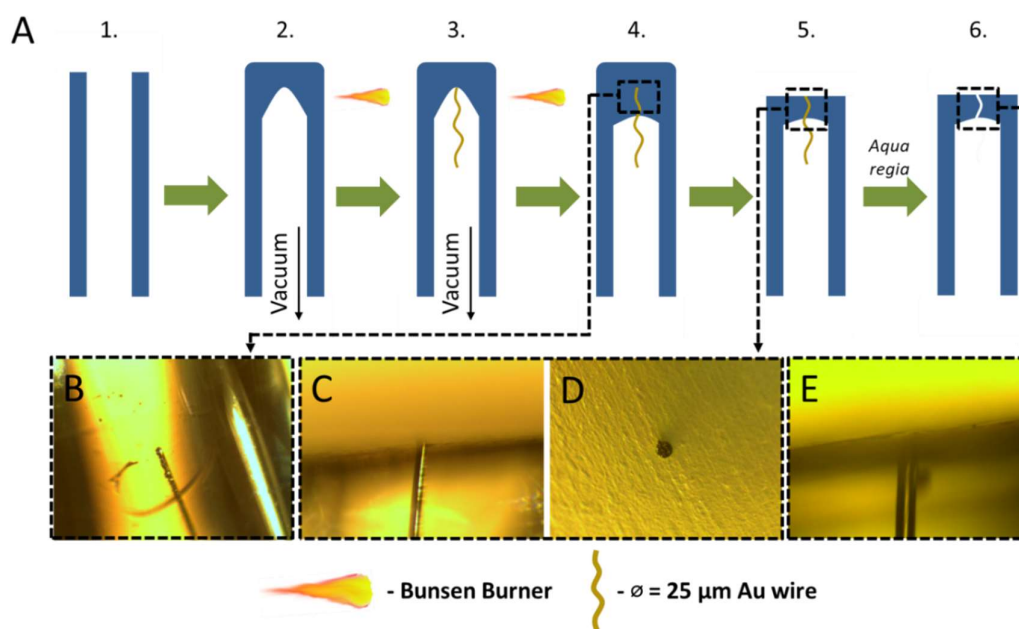 A
1.
2.
3.
4.
5.
6.
Vacuum
Vacuum
Aqua
regia
B
C
D
E
- Bunsen Burner
- ⌀ = 25 µm Au wire